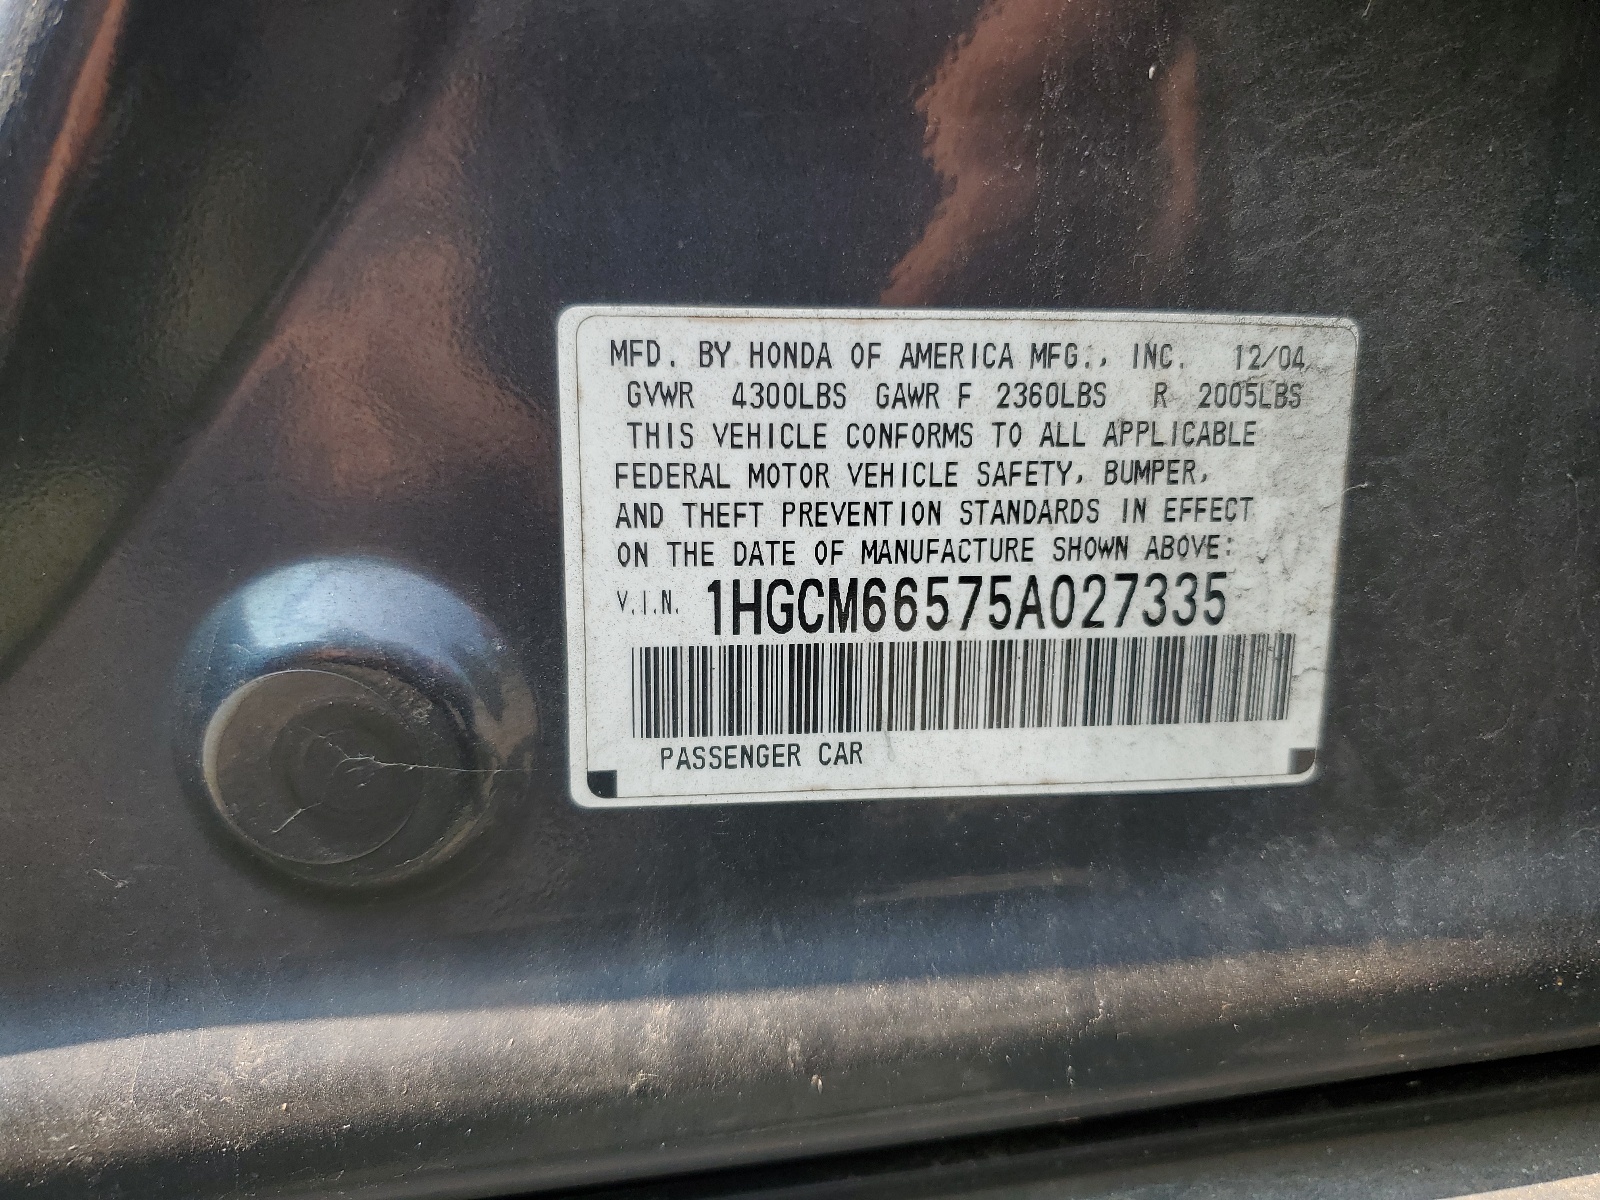 MFD. BY HONDA OF AMERICA MFG., INC. 12/04
GVWR 4300LBS GAWR F 2360LBS R 2005LBS
THIS VEHICLE CONFORMS TO ALL APPLICABLE
FEDERAL MOTOR VEHICLE SAFETY, BUMPER,
AND THEFT PREVENTION STANDARDS IN EFFECT
ON THE DATE OF MANUFACTURE SHOWN ABOVE:
V.I.N. 1HGCM66575A027335
PASSENGER CAR